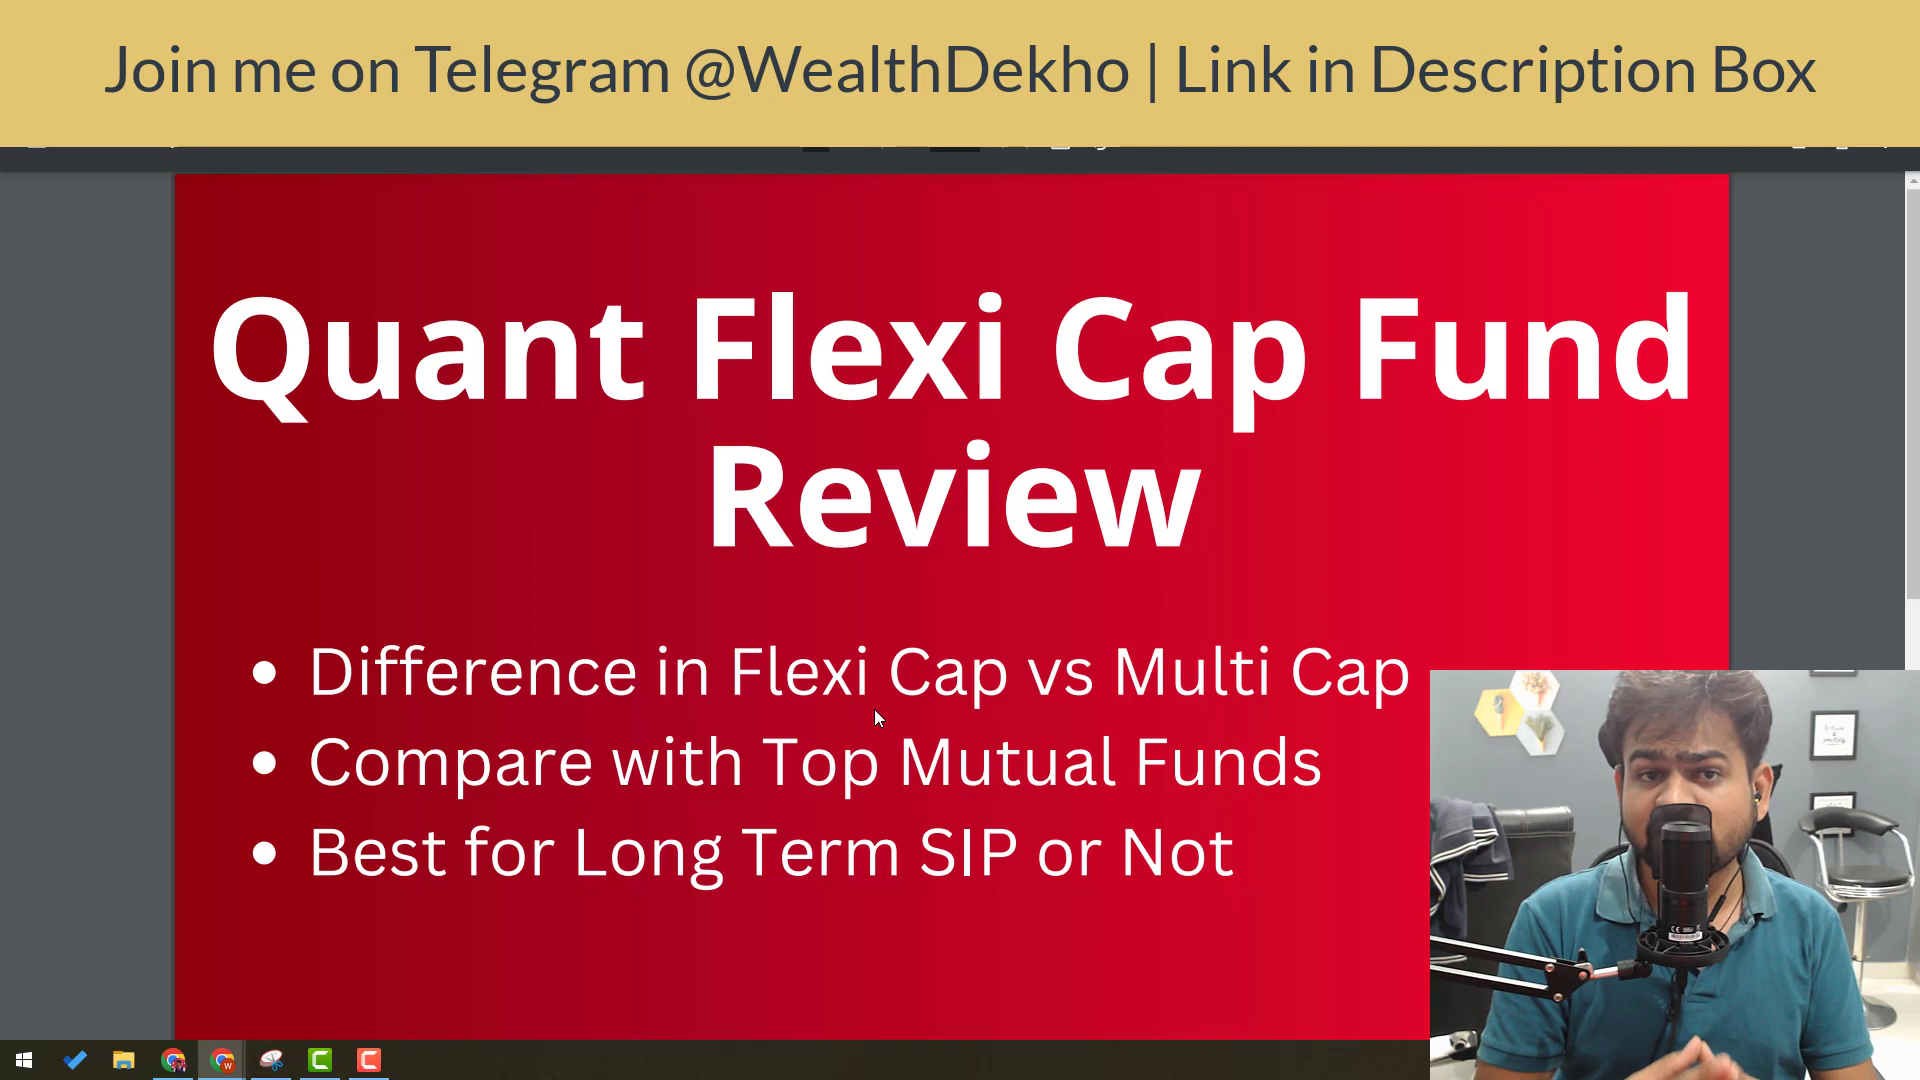 Join me on Telegram @WealthDekho | Link in Description Box
Quant Flexi Cap Fund
Review
• Difference in Flexi Cap vs Multi Cap
• Compare with Top Mutual Funds
• Best for Long Term SIP or Not